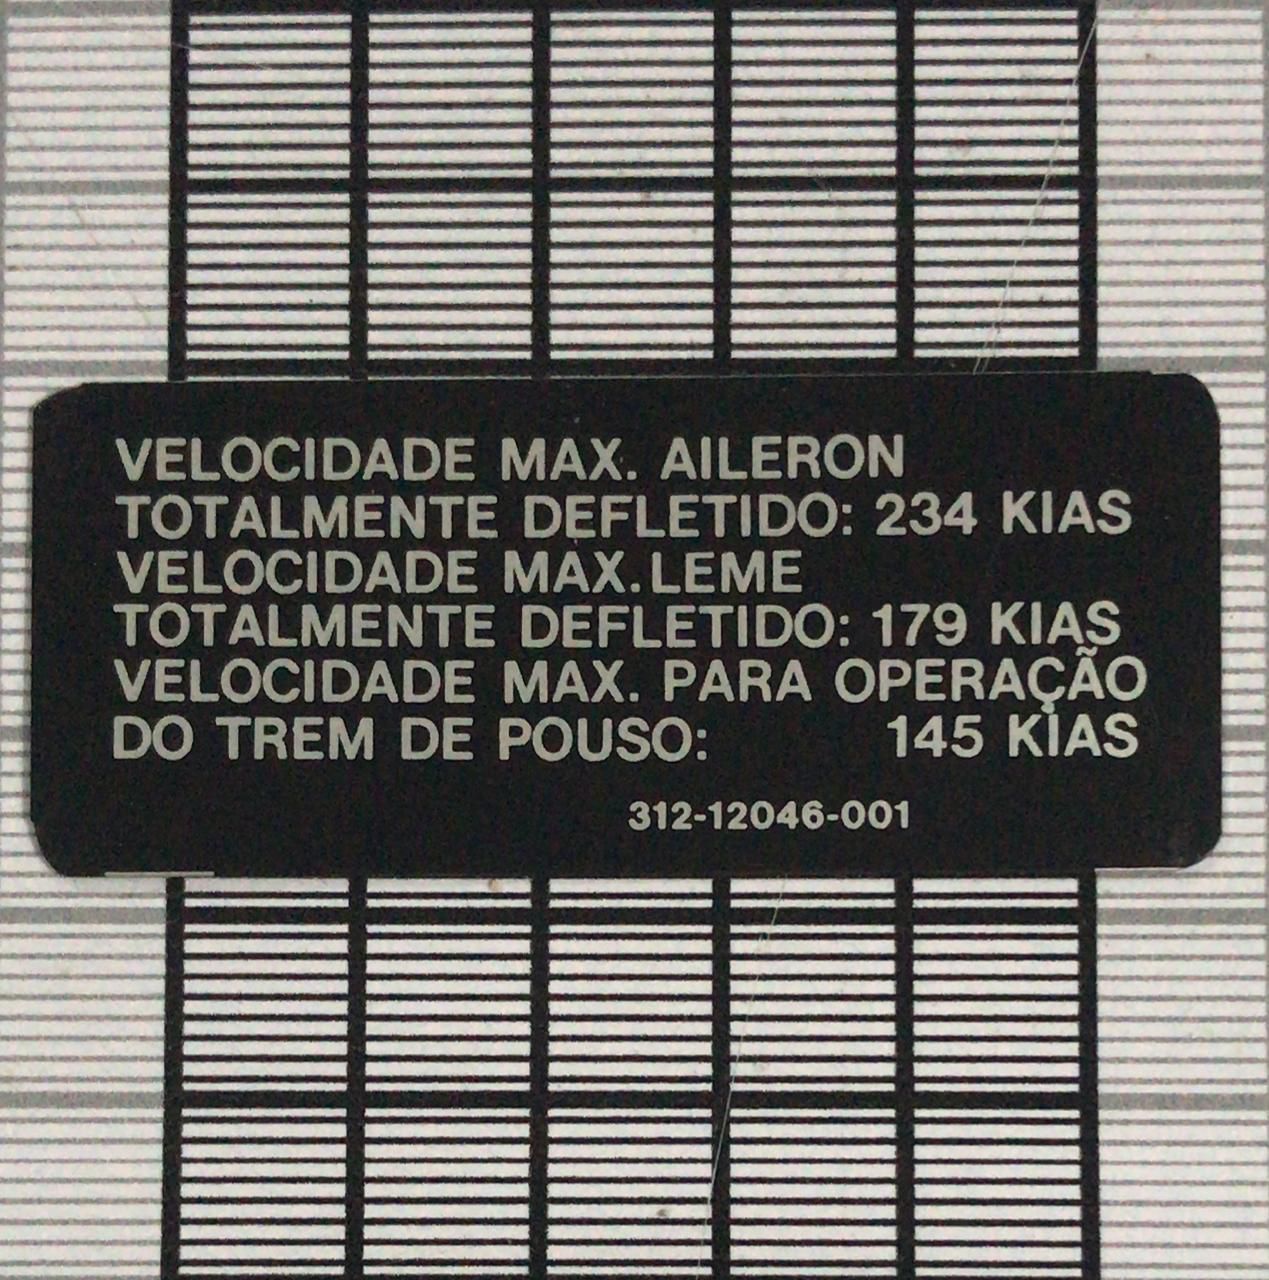 VELOCIDADE MAX. AILERON
TOTALMENTE DEFLETIDO: 234 KIAS
VELOCIDADE MAX.LEME
TOTALMENTE DEFLETIDO: 179 KIAS
VELOCIDADE MAX. PARA OPERAÇÃO
DO TREM DE POUSO: 145 KIAS
312-12046-001